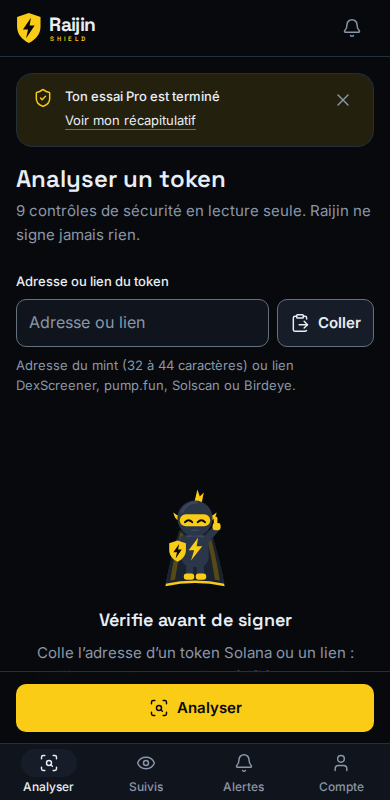 Raijin
SHIELD
Ton essai Pro est terminé
Voir mon récapitulatif
Analyser un token
9 contrôles de sécurité en lecture seule. Raijin ne
signe jamais rien.
Adresse ou lien du token
Adresse ou lien
Coller
Adresse du mint (32 à 44 caractères) ou lien
DexScreener, pump.fun, Solscan ou Birdeye.
Vérifie avant de signer
Colle l’adresse d’un token Solana ou un lien :
Analyser
Analyser
Suivis
Alertes
Compte